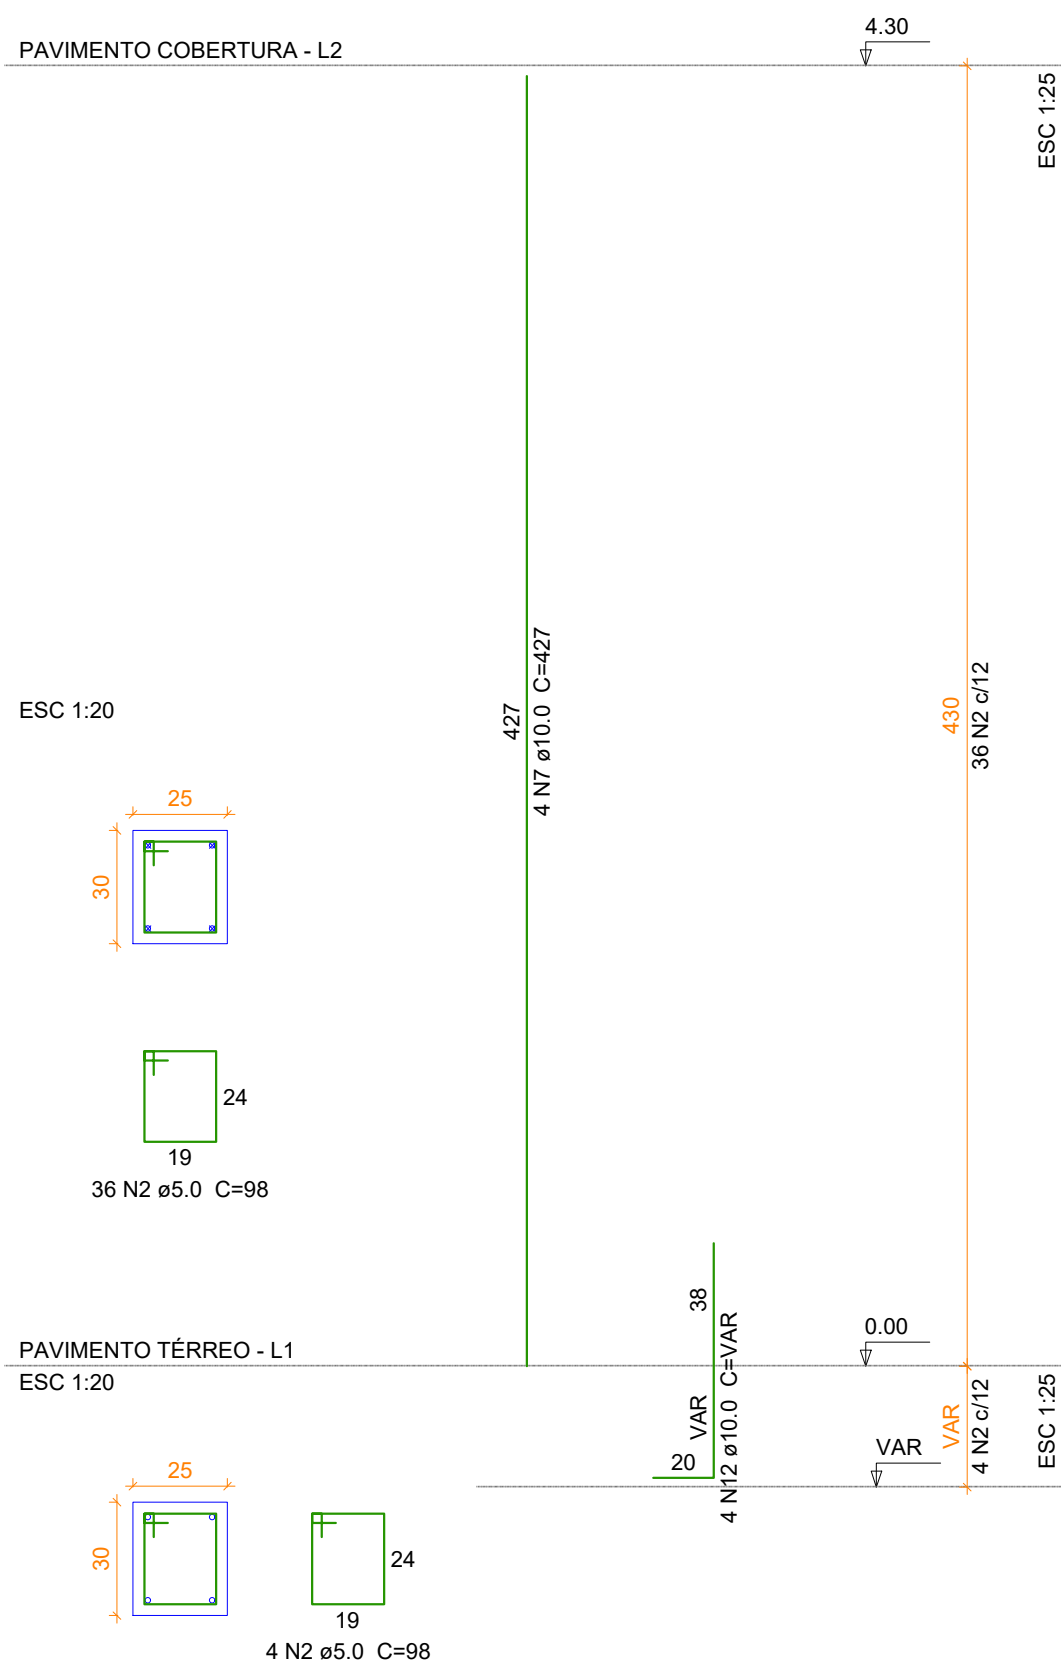 4.30
PAVIMENTO COBERTURA - L2
ESC 1:25
427
4 N7 ø10.0 C=427
430
36 N2 c/12
ESC 1:20
25
30
24
19
36 N2 ø5.0 C=98
38
VAR
20
4 N12 ø10.0 C=VAR
0.00
PAVIMENTO TÉRREO - L1
ESC 1:20
VAR
VAR
4 N2 c/12
ESC 1:25
25
30
24
19
4 N2 ø5.0 C=98